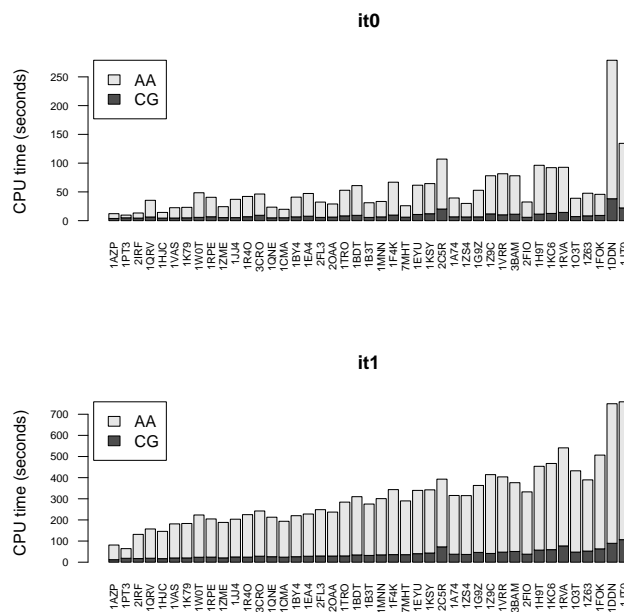 it0
CPU time (seconds)
250
200
150
100
50
0
AA
CG
1AZP 1PT3 2IRF 1QRV 1HJC 1VAS 1K79 1W0T 1RPE 1ZME 1JJ4 1R4O 3CRO 1QNE 1CMA 1BY4 1EA4 2FL3 2OAA 1TRO 1BDT 1B3T 1MNN 1F4K 7MHT 1EYU 1KSY 2C5R 1A74 1ZS4 1G9Z 1Z9C 1VRR 3BAM 2FIO 1H9T 1KC6 1RVA 1O3T 1Z63 1FOK 1DDN 1JT0
it1
CPU time (seconds)
700
600
500
400
300
200
100
0
AA
CG
1AZP 1PT3 2IRF 1QRV 1HJC 1VAS 1K79 1W0T 1RPE 1ZME 1JJ4 1R4O 3CRO 1QNE 1CMA 1BY4 1EA4 2FL3 2OAA 1TRO 1BDT 1B3T 1MNN 1F4K 7MHT 1EYU 1KSY 2C5R 1A74 1ZS4 1G9Z 1Z9C 1VRR 3BAM 2FIO 1H9T 1KC6 1RVA 1O3T 1Z63 1FOK 1DDN 1JT0